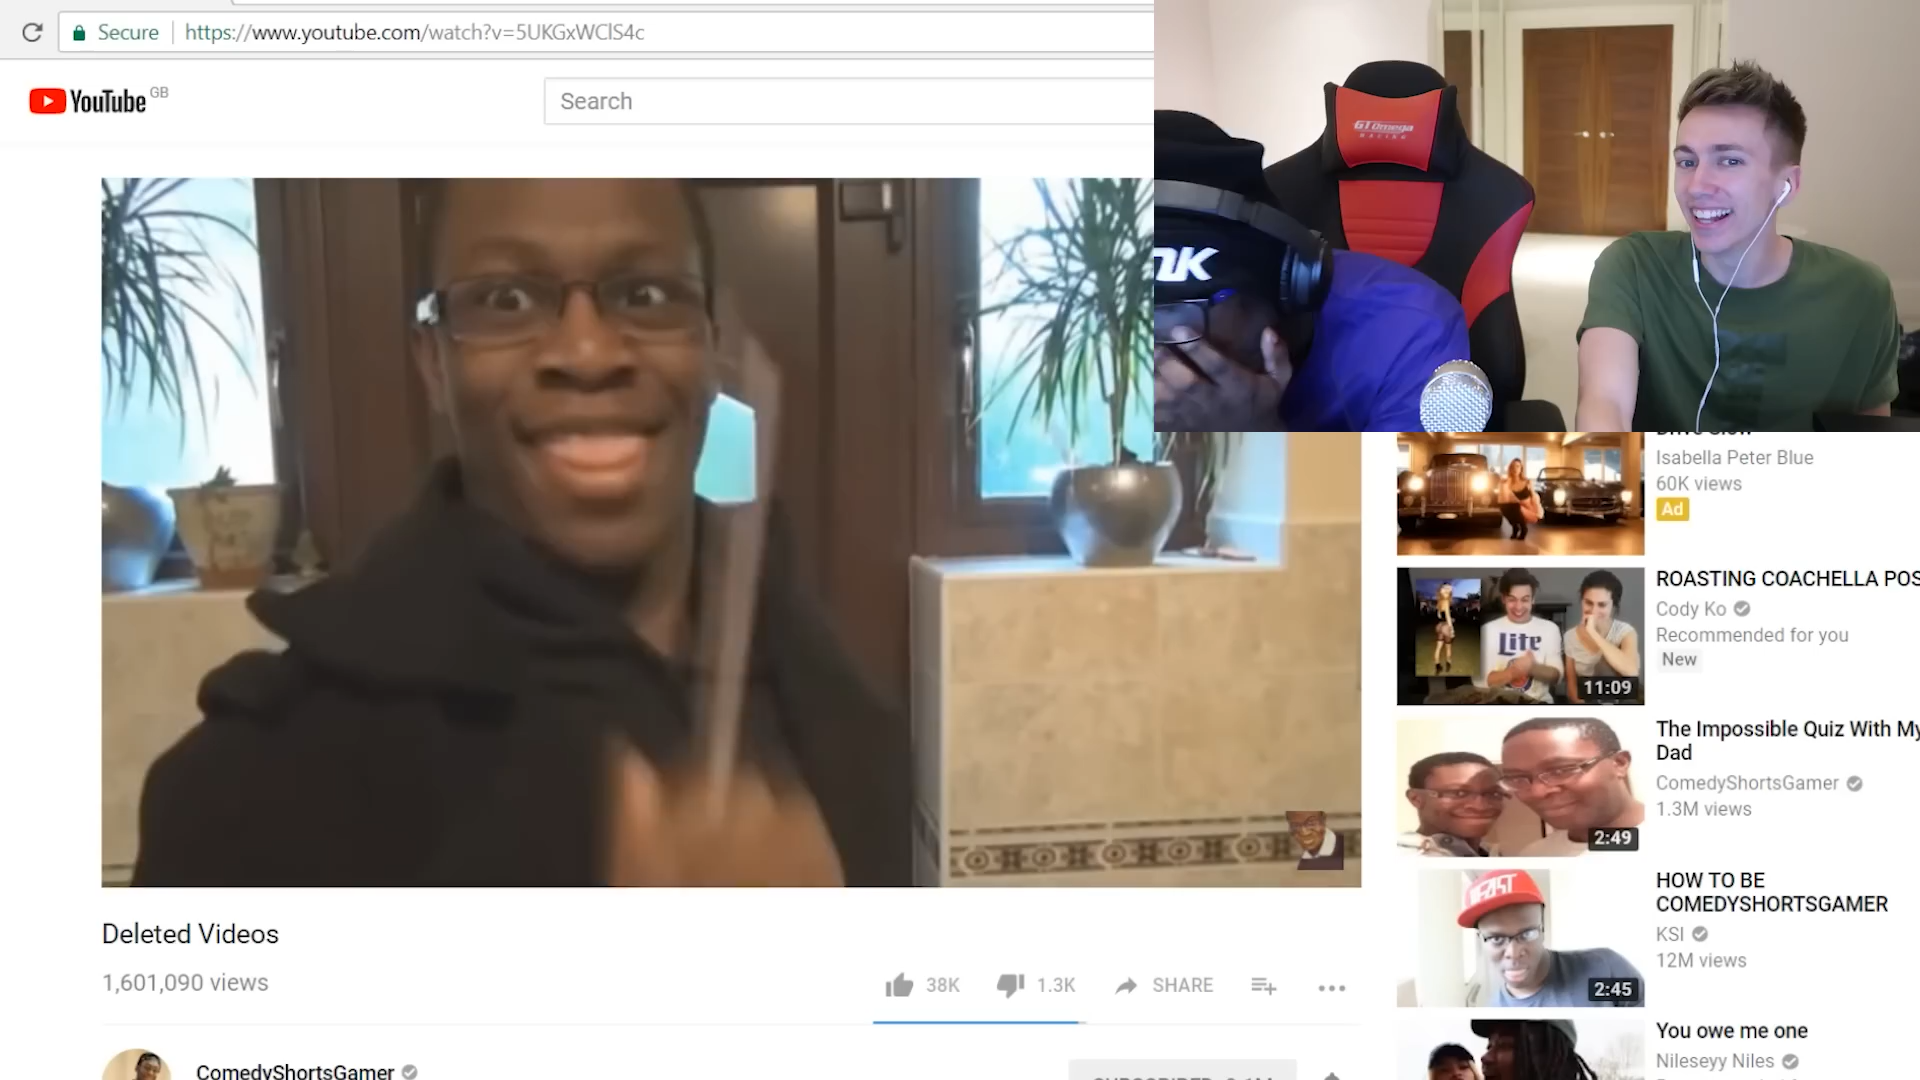 Secure
https://www.youtube.com/watch?v=5UKGxWClS4c
YouTube GB
Search
GT Omega
RACING
Isabella Peter Blue
60K views
Ad
ROASTING COACHELLA POS
Cody Ko
Recommended for you
New
Lite
11:09
The Impossible Quiz With My
Dad
ComedyShortsGamer
1.3M views
2:49
HOW TO BE
COMEDYSHORTSGAMER
KSI
12M views
2:45
You owe me one
Nileseyy Niles
Deleted Videos
1,601,090 views
38K
1.3K
SHARE
ComedyShortsGamer